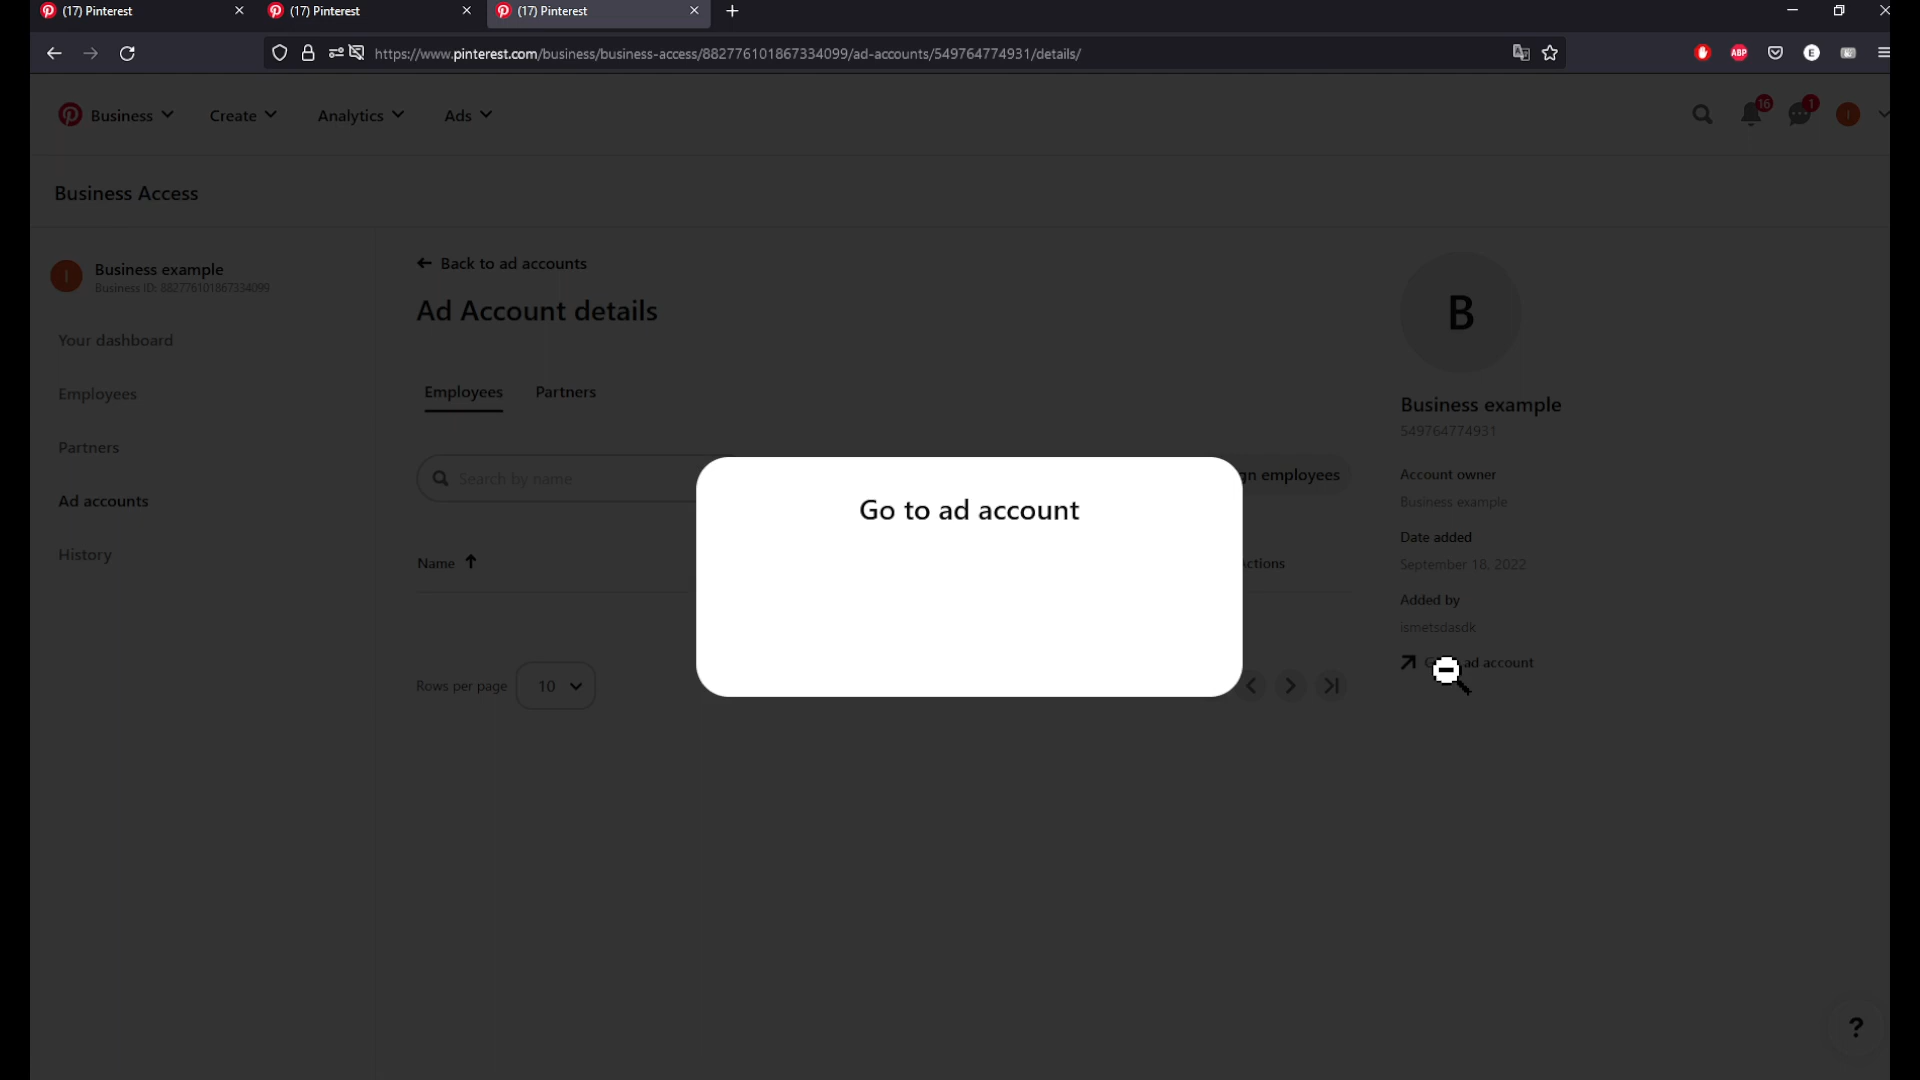 (17) Pinterest
(17) Pinterest
(17) Pinterest
https://www.pinterest.com/business/business-access/882776101867334099/ad-accounts/549764774931/details/
ABP
E
Business
Create
Analytics
Ads
16
1
I
Business Access
I
Business example
Business ID: 882776101867334099
Your dashboard
Employees
Partners
Ad accounts
History
Back to ad accounts
Ad Account details
Employees
Partners
Search by name
gn employees
Name
ctions
Rows per page
10
Go to ad account
B
Business example
549764774931
Account owner
Business example
Date added
September 18, 2022
Added by
ismetsdasdk
ad account
?